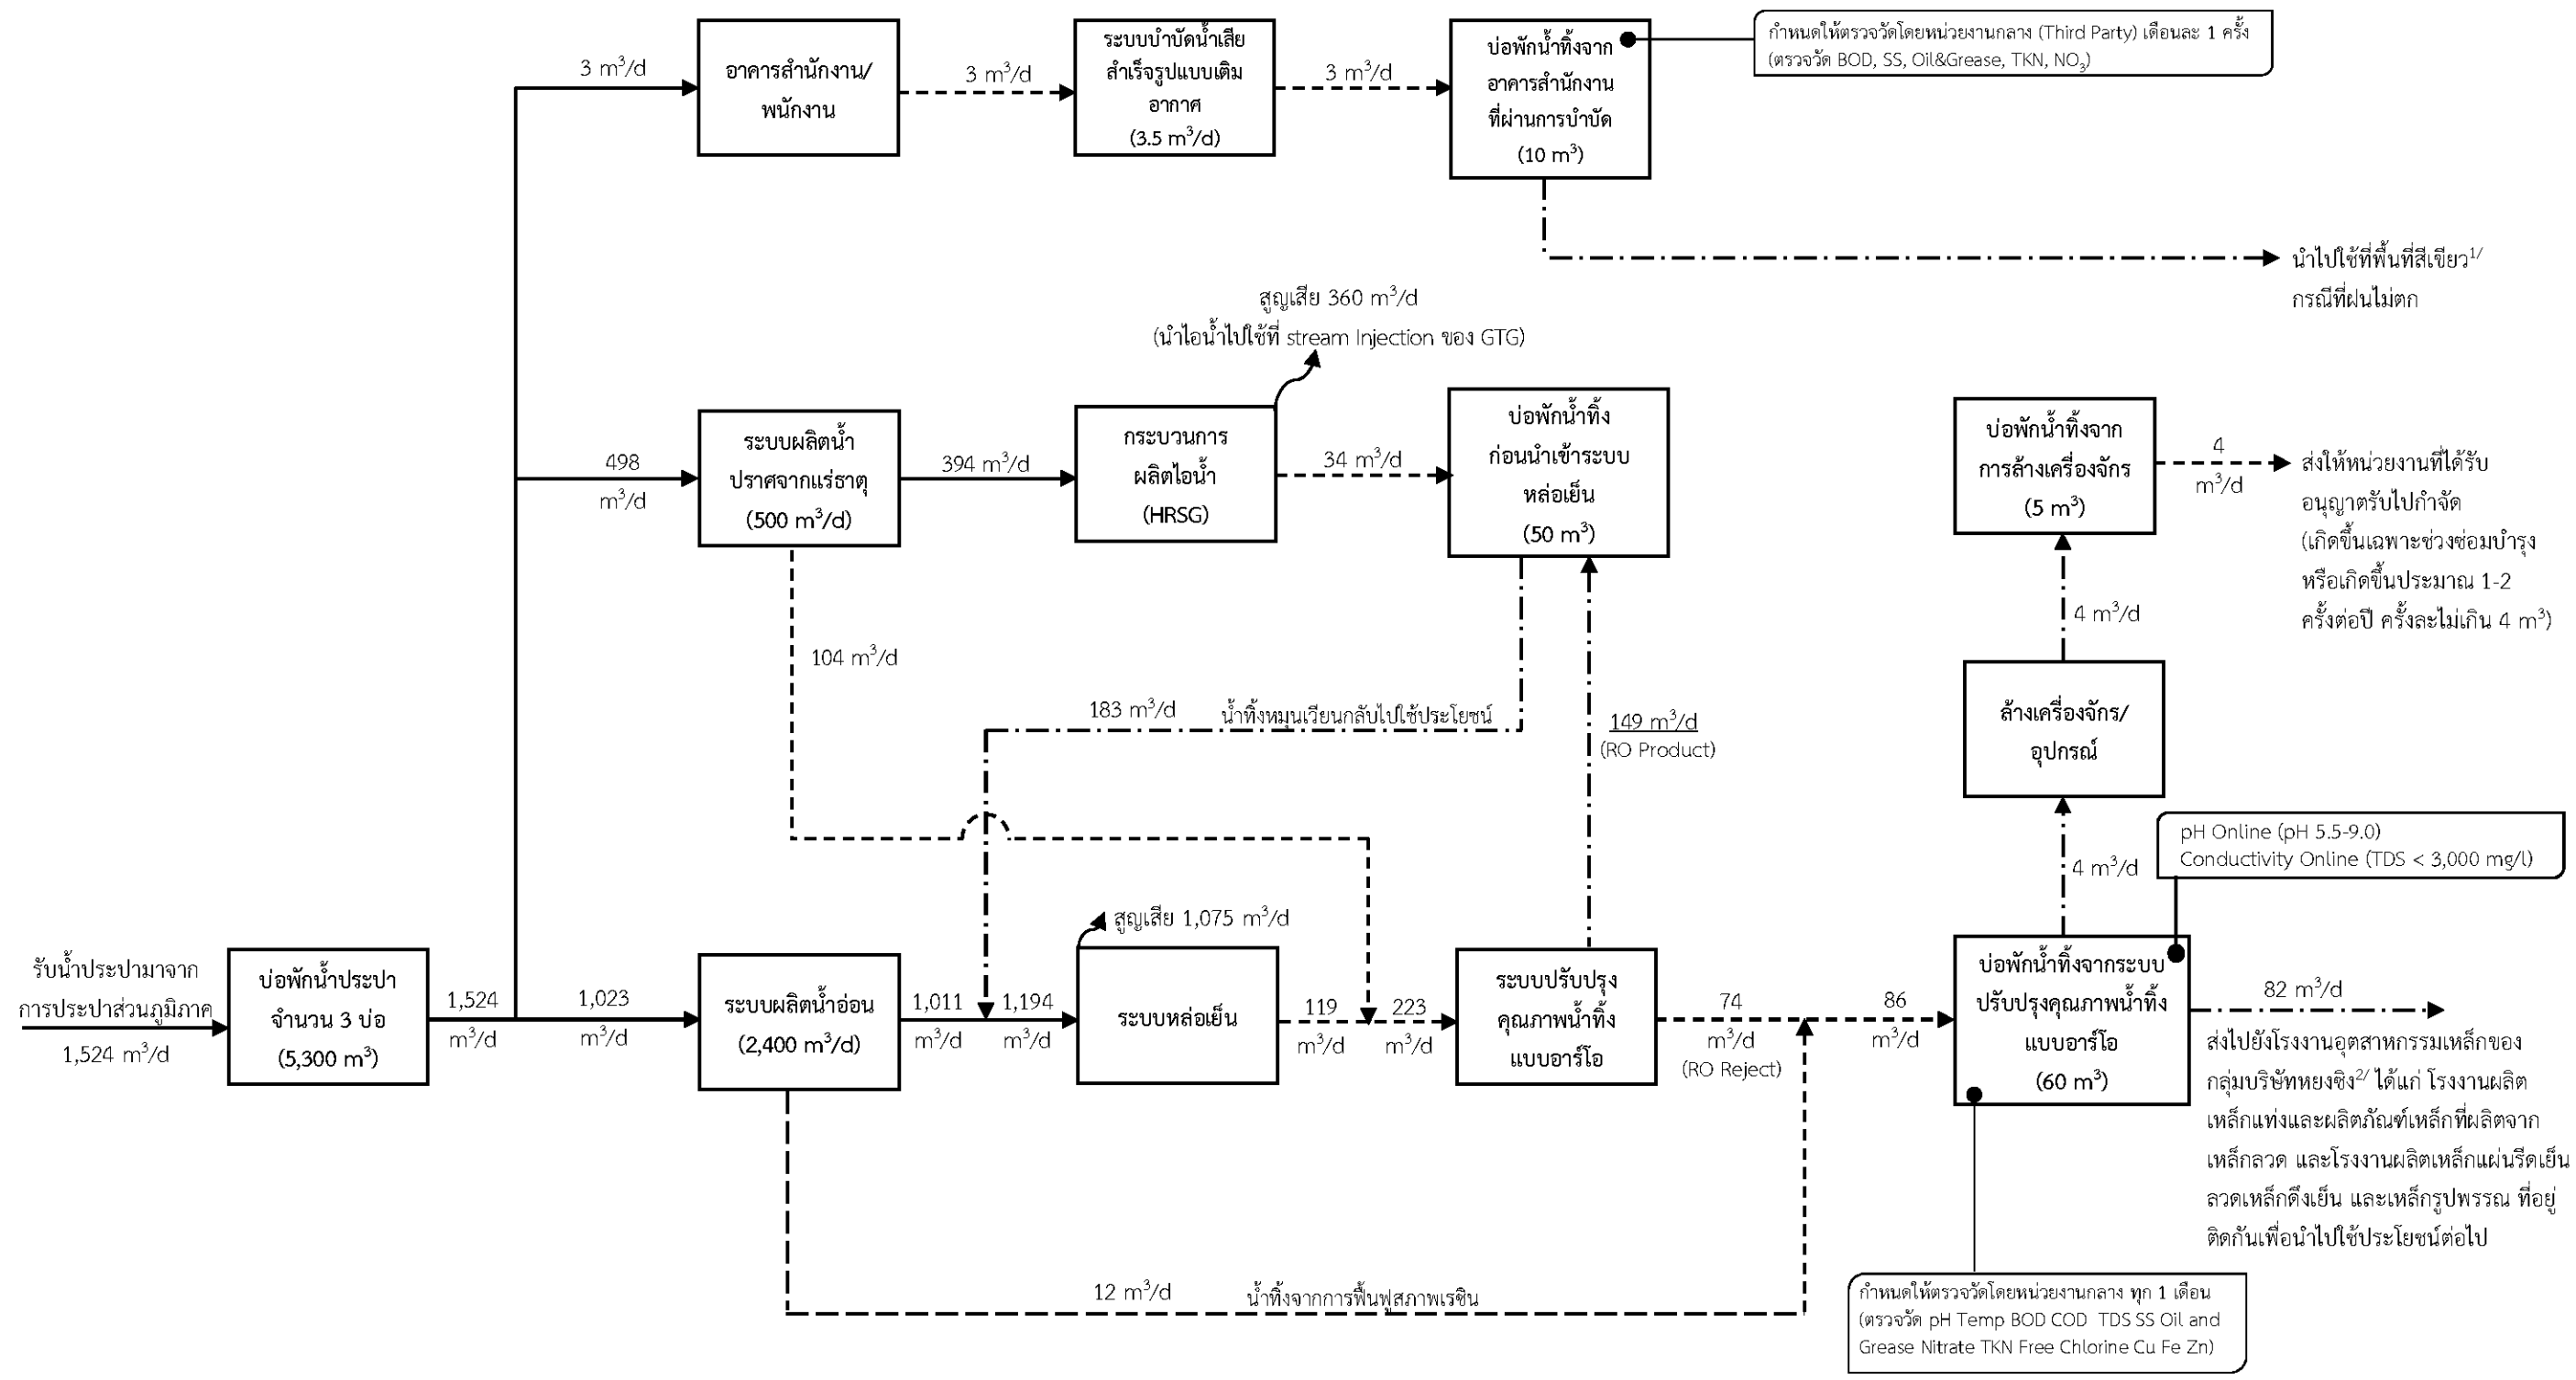 3 m³/d
อาคารสำนักงาน/
พนักงาน
3 m³/d
ระบบบำบัดน้ำเสีย
สำเร็จรูปแบบเติม
อากาศ
(3.5 m³/d)
3 m³/d
บ่อพักน้ำทิ้งจาก
อาคารสำนักงาน
ที่ผ่านการบำบัด
(10 m³)
กำหนดให้ตรวจวัดโดยหน่วยงานกลาง (Third Party) เดือนละ 1 ครั้ง
(ตรวจวัด BOD, SS, Oil&Grease, TKN, NO₃)
นำไปใช้ที่พื้นที่สีเขียว¹/
กรณีที่ฝนไม่ตก
สูญเสีย 360 m³/d
(นำไอน้ำไปใช้ที่ stream Injection ของ GTG)
498
m³/d
ระบบผลิตน้ำ
ปราศจากแร่ธาตุ
(500 m³/d)
394 m³/d
กระบวนการ
ผลิตไอน้ำ
(HRSG)
34 m³/d
บ่อพักน้ำทิ้ง
ก่อนนำเข้าระบบ
หล่อเย็น
(50 m³)
บ่อพักน้ำทิ้งจาก
การล้างเครื่องจักร
(5 m³)
4
m³/d
ส่งให้หน่วยงานที่ได้รับ
อนุญาตรับไปกำจัด
(เกิดขึ้นเฉพาะช่วงซ่อมบำรุง
หรือเกิดขึ้นประมาณ 1-2
ครั้งต่อปี ครั้งละไม่เกิน 4 m³)
4 m³/d
104 m³/d
183 m³/d
น้ำทิ้งหมุนเวียนกลับไปใช้ประโยชน์
149 m³/d
(RO Product)
ล้างเครื่องจักร/
อุปกรณ์
4 m³/d
pH Online (pH 5.5-9.0)
Conductivity Online (TDS < 3,000 mg/l)
รับน้ำประปามาจาก
การประปาส่วนภูมิภาค
1,524 m³/d
บ่อพักน้ำประปา
จำนวน 3 บ่อ
(5,300 m³)
1,524
m³/d
1,023
m³/d
ระบบผลิตน้ำอ่อน
(2,400 m³/d)
1,011
m³/d
1,194
m³/d
สูญเสีย 1,075 m³/d
ระบบหล่อเย็น
119
m³/d
223
m³/d
ระบบปรับปรุง
คุณภาพน้ำทิ้ง
แบบอาร์โอ
74
m³/d
(RO Reject)
86
m³/d
บ่อพักน้ำทิ้งจากระบบ
ปรับปรุงคุณภาพน้ำทิ้ง
แบบอาร์โอ
(60 m³)
82 m³/d
ส่งไปยังโรงงานอุตสาหกรรมเหล็กของ
กลุ่มบริษัทหยงซิง²/ ได้แก่ โรงงานผลิต
เหล็กแท่งและผลิตภัณฑ์เหล็กที่ผลิตจาก
เหล็กลวด และโรงงานผลิตเหล็กแผ่นรีดเย็น
ลวดเหล็กดึงเย็น และเหล็กรูปพรรณ ที่อยู่
ติดกันเพื่อนำไปใช้ประโยชน์ต่อไป
12 m³/d
น้ำทิ้งจากการฟื้นฟูสภาพเรซิน
กำหนดให้ตรวจวัดโดยหน่วยงานกลาง ทุก 1 เดือน
(ตรวจวัด pH Temp BOD COD TDS SS Oil and
Grease Nitrate TKN Free Chlorine Cu Fe Zn)